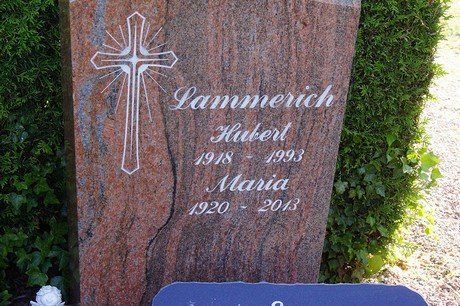 Lammerich
Hubert
1918 - 1993
Maria
1920 - 2013